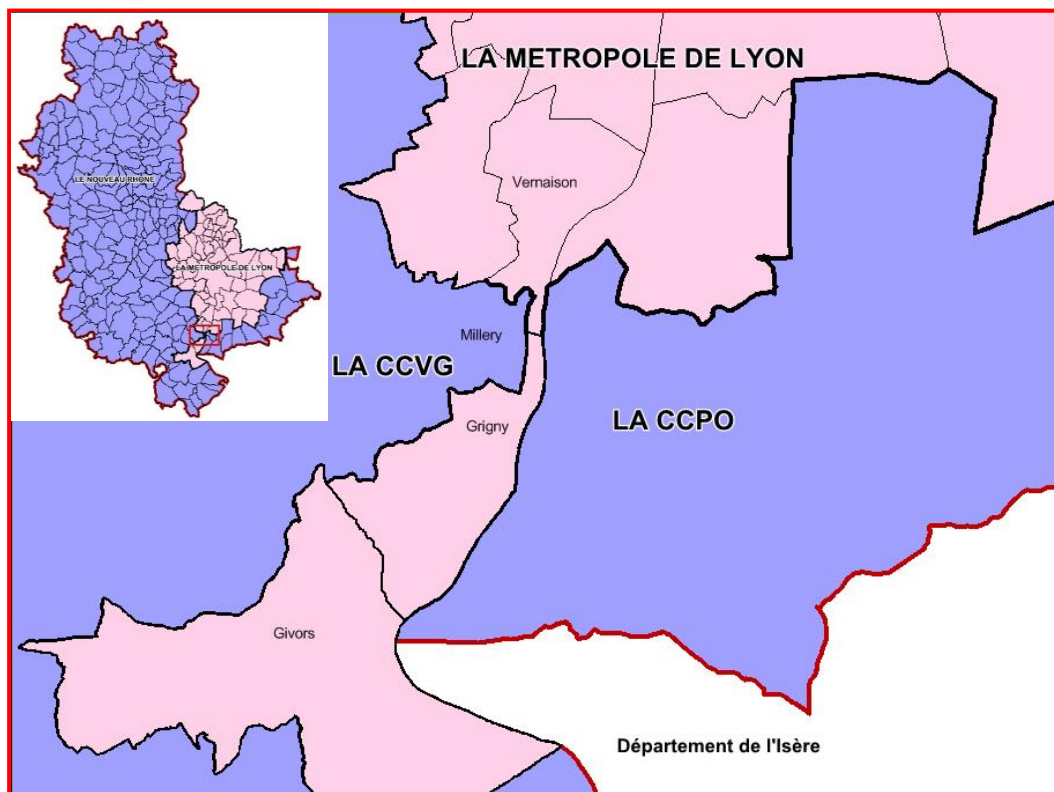 LE NOUVEAU RHONE
LA METROPOLE DE LYON
LA METROPOLE DE LYON
Vernaison
Millery
LA CCVG
Grigny
LA CCPO
Givors
Département de l'Isère